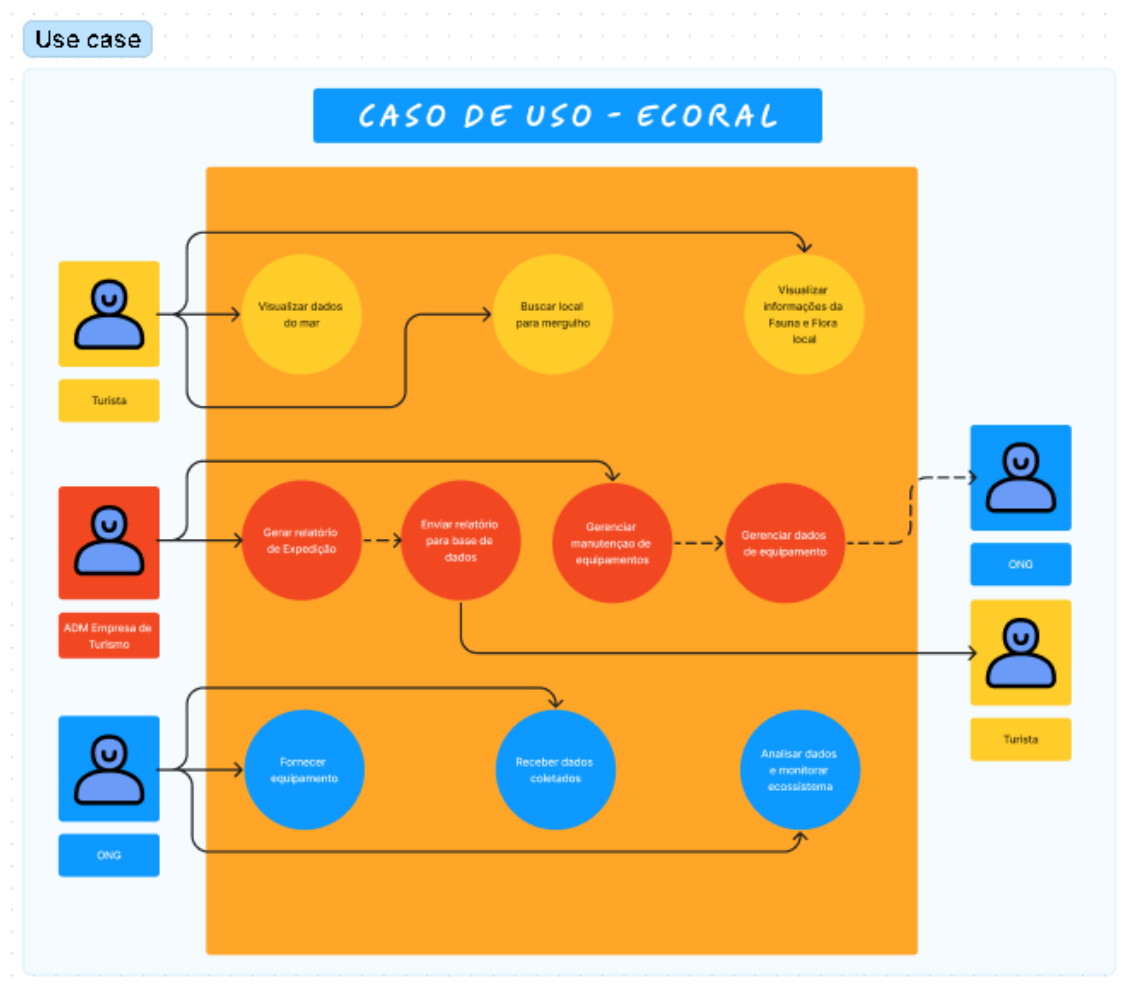 Use case
CASO DE USO - ECORAL
Visualizar dados
do mar
Buscar local
para mergulho
Visualizar
informações da
Fauna e Flora
local
Turista
Gerar relatório
de Expedição
Enviar relatório
para base de
dados
Gerenciar
manutençao de
equipamentos
Gerenciar dados
de equipamento
ONG
ADM Empresa de
Turismo
Turista
Fornecer
equipamento
Receber dados
coletados
Analisar dados
e monitorar
ecossistema
ONG